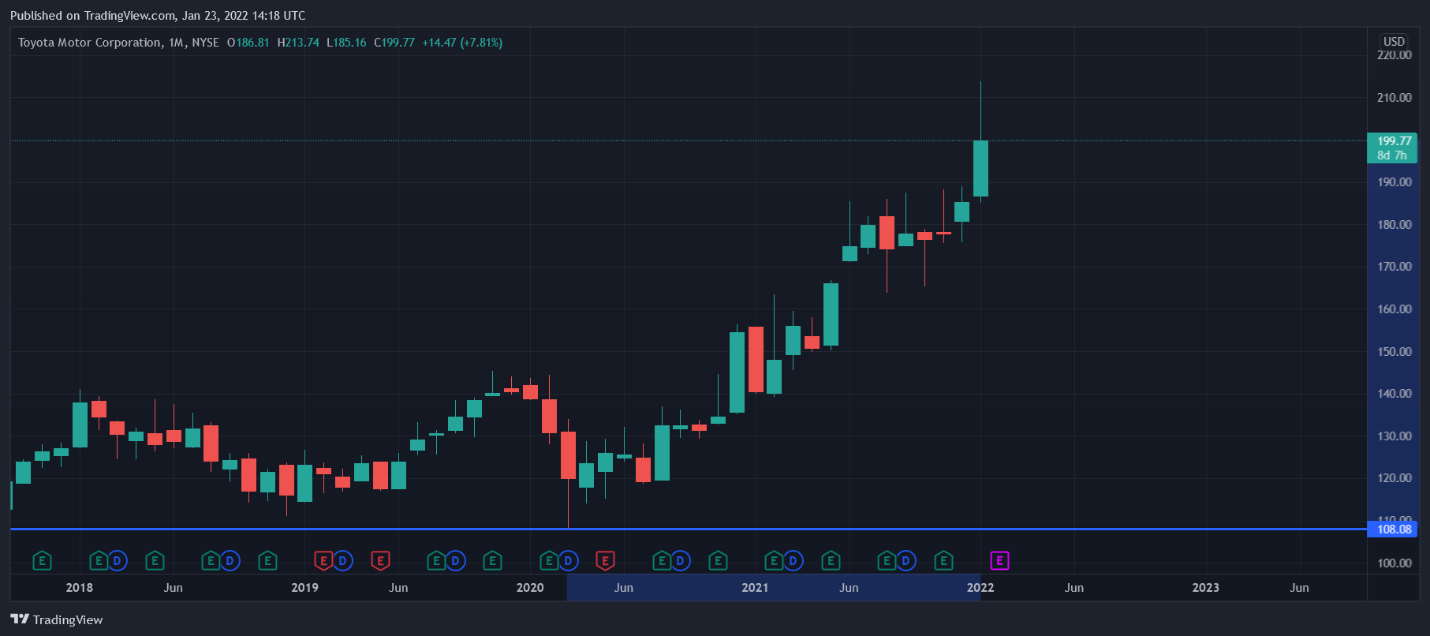 Published on TradingView.com, Jan 23, 2022 14:18 UTC
Toyota Motor Corporation, 1M, NYSE O186.81 H213.74 L185.16 C199.77 +14.47 (+7.81%)
USD
220.00
210.00
199.77
8d 7h
190.00
180.00
170.00
160.00
150.00
140.00
130.00
120.00
110.00
108.08
100.00
E E D E E D E E D E E D E E D E E D E E D E E D E E
2018 Jun 2019 Jun 2020 Jun 2021 Jun 2022 Jun 2023 Jun
TradingView